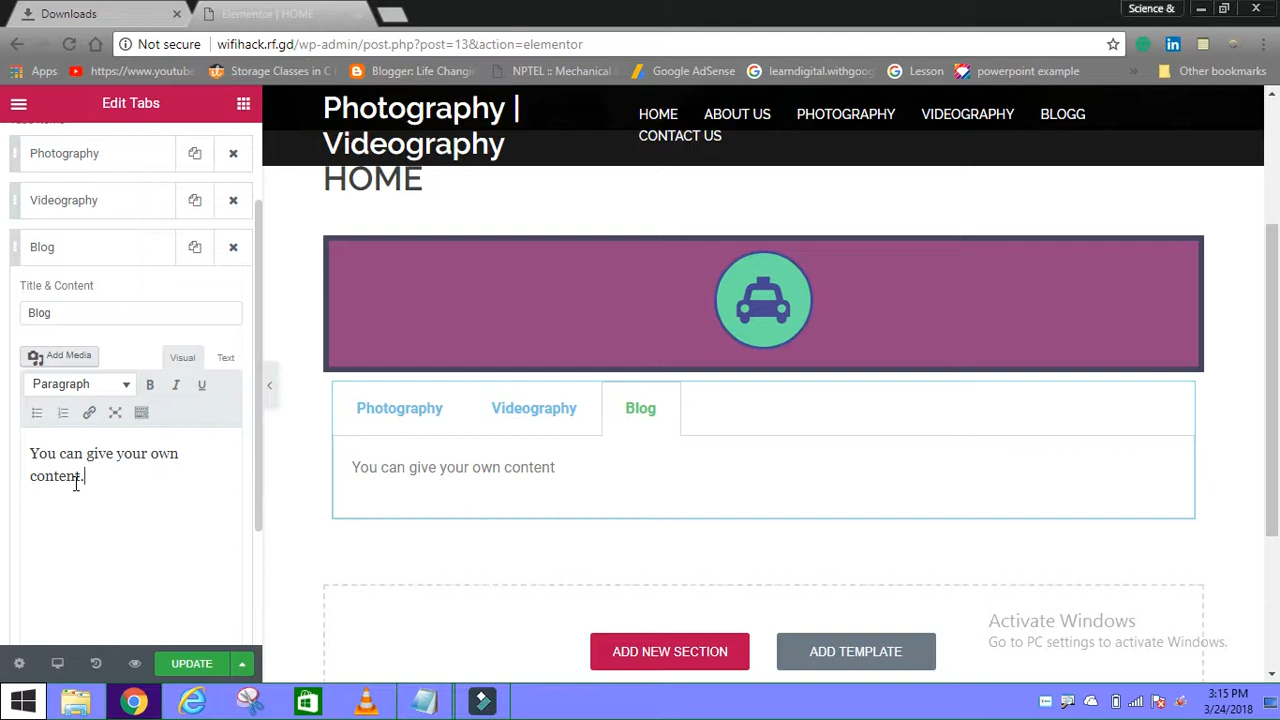 Downloads
Elementor | HOME
Science &
Not secure
wifihack.rf.gd/wp-admin/post.php?post=13&action=elementor
Apps
https://www.youtube
Storage Classes in C
Blogger: Life Changi
NPTEL :: Mechanical
Google AdSense
learndigital.withgoog
Lesson
powerpoint example
Other bookmarks
Edit Tabs
Photography
Videography
Blog
Title & Content
Blog
Add Media
Visual
Text
Paragraph
B
I
U
You can give your own
content.
UPDATE
Photography |
Videography
HOME
ABOUT US
PHOTOGRAPHY
VIDEOGRAPHY
BLOGG
CONTACT US
HOME
Photography
Videography
Blog
You can give your own content
ADD NEW SECTION
ADD TEMPLATE
Activate Windows
Go to PC settings to activate Windows.
3:15 PM
3/24/2018